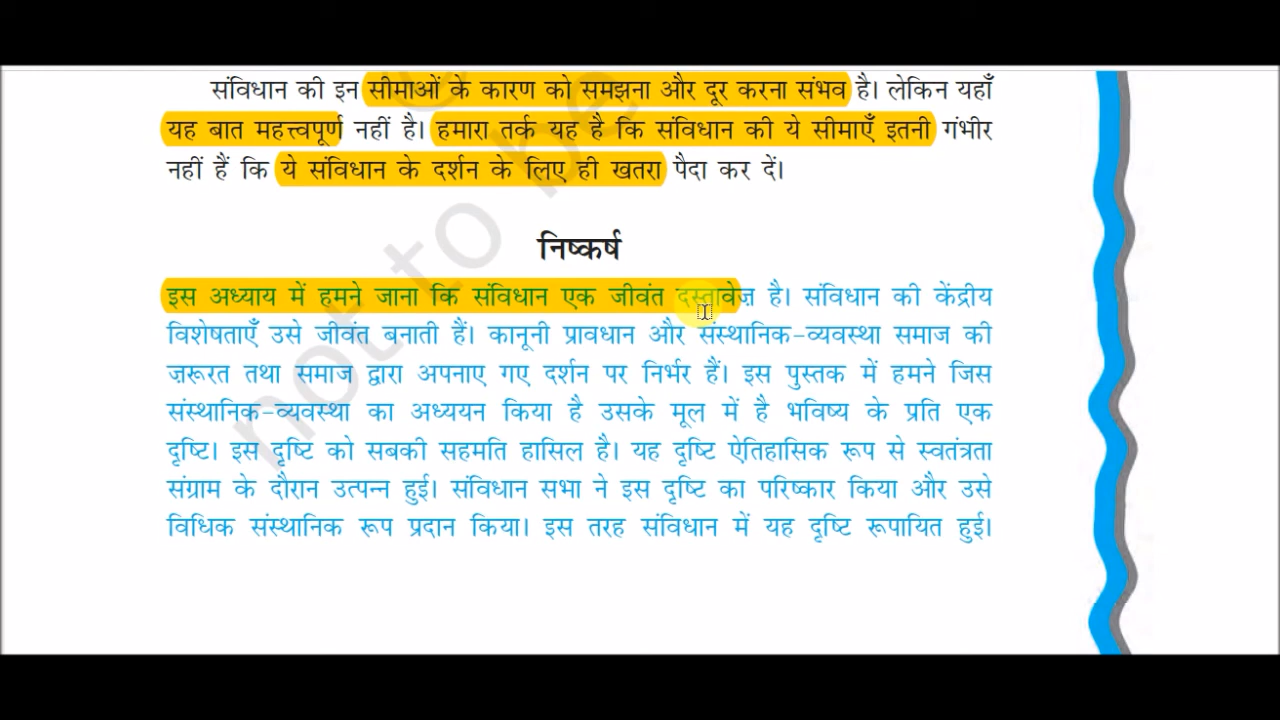 संविधान की इन सीमाओं के कारण को समझना और दूर करना संभव है। लेकिन यहाँ
यह बात महत्त्वपूर्ण नहीं है। हमारा तर्क यह है कि संविधान की ये सीमाएँ इतनी गंभीर
नहीं हैं कि ये संविधान के दर्शन के लिए ही खतरा पैदा कर दें।
निष्कर्ष
इस अध्याय में हमने जाना कि संविधान एक जीवंत दस्तावेज़ है। संविधान की केंद्रीय
विशेषताएँ उसे जीवंत बनाती हैं। कानूनी प्रावधान और संस्थानिक-व्यवस्था समाज की
ज़रूरत तथा समाज द्वारा अपनाए गए दर्शन पर निर्भर हैं। इस पुस्तक में हमने जिस
संस्थानिक-व्यवस्था का अध्ययन किया है उसके मूल में है भविष्य के प्रति एक
दृष्टि। इस दृष्टि को सबकी सहमति हासिल है। यह दृष्टि ऐतिहासिक रूप से स्वतंत्रता
संग्राम के दौरान उत्पन्न हुई। संविधान सभा ने इस दृष्टि का परिष्कार किया और उसे
विधिक संस्थानिक रूप प्रदान किया। इस तरह संविधान में यह दृष्टि रूपायित हुई।
not to be